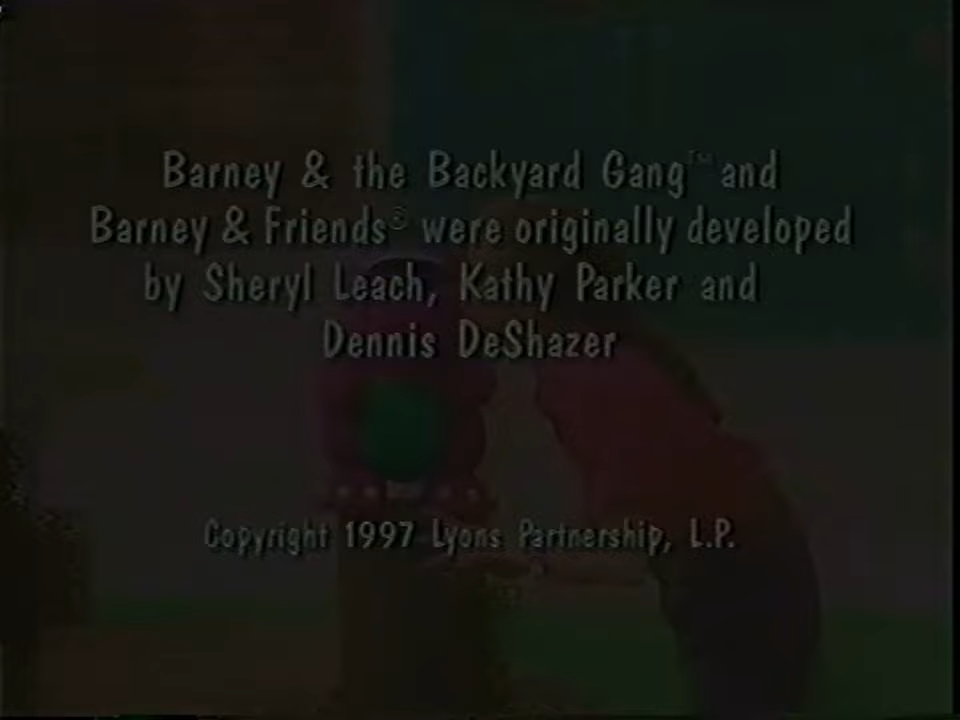 Barney & the Backyard Gang™ and
Barney & Friends® were originally developed
by Sheryl Leach, Kathy Parker and
Dennis DeShazer
Copyright 1997 Lyons Partnership, L.P.